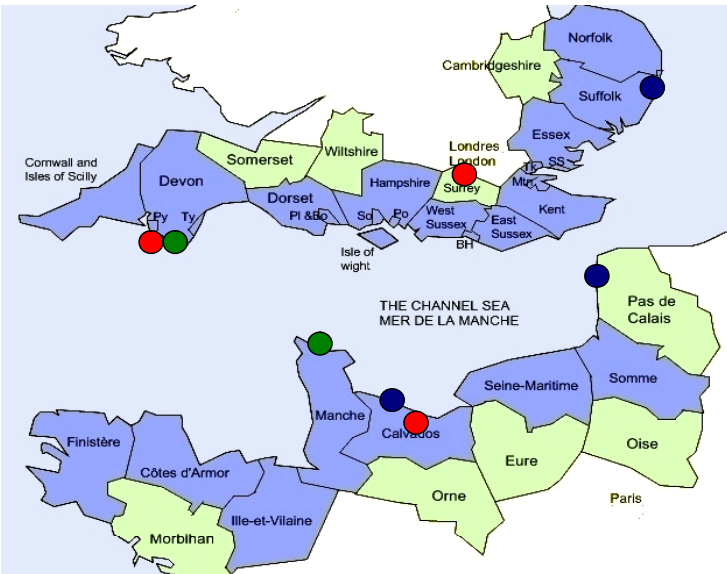 Norfolk
Cambridgeshire
Suffolk
Essex
Londres
London
Wiltshire
Somerset
Cornwall and
Isles of Scilly
Devon
Tk
SS
Mtn
Hampshire
Surrey
Dorset
Kent
Py
Ty
Pl &Bo
So
Po
West
Sussex
East
Sussex
BH
Isle of
wight
THE CHANNEL SEA
MER DE LA MANCHE
Pas de
Calais
Seine-Maritime
Somme
Manche
Calvados
Finistère
Oise
Eure
Côtes d'Armor
Orne
Paris
Ille-et-Vilaine
Morbihan